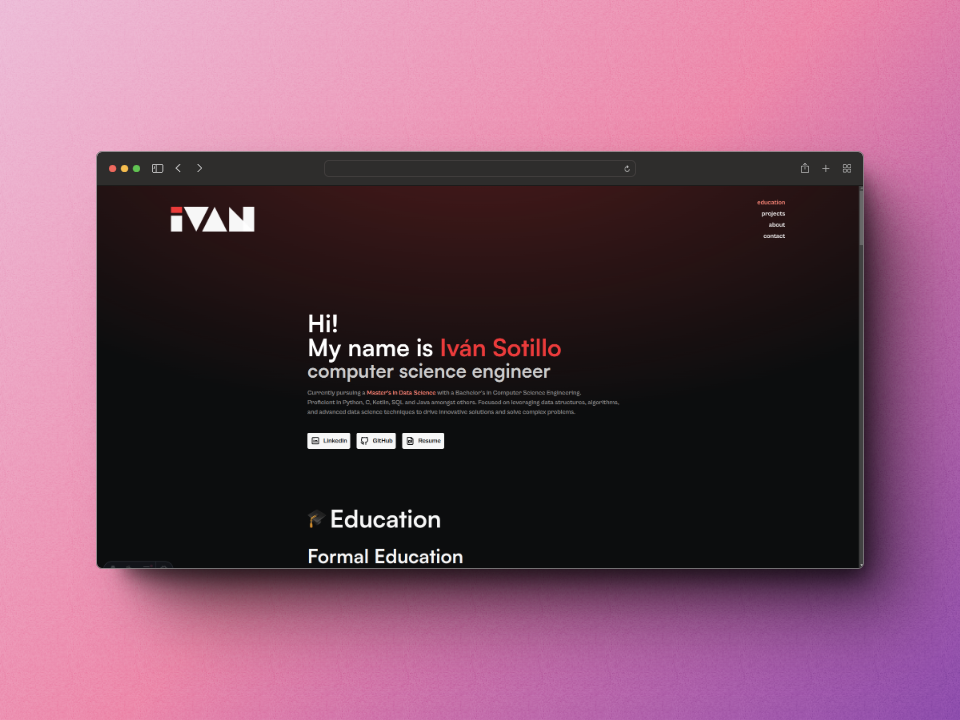 iVAN
education
projects
about
contact
Hi!
My name is Iván Sotillo
computer science engineer
Currently pursuing a Master's in Data Science with a Bachelor's in Computer Science Engineering.
Proficient in Python, C, Kotlin, SQL and Java amongst others. Focused on leveraging data structures, algorithms,
and advanced data science techniques to drive innovative solutions and solve complex problems.
LinkedIn GitHub Resume
Education
Formal Education